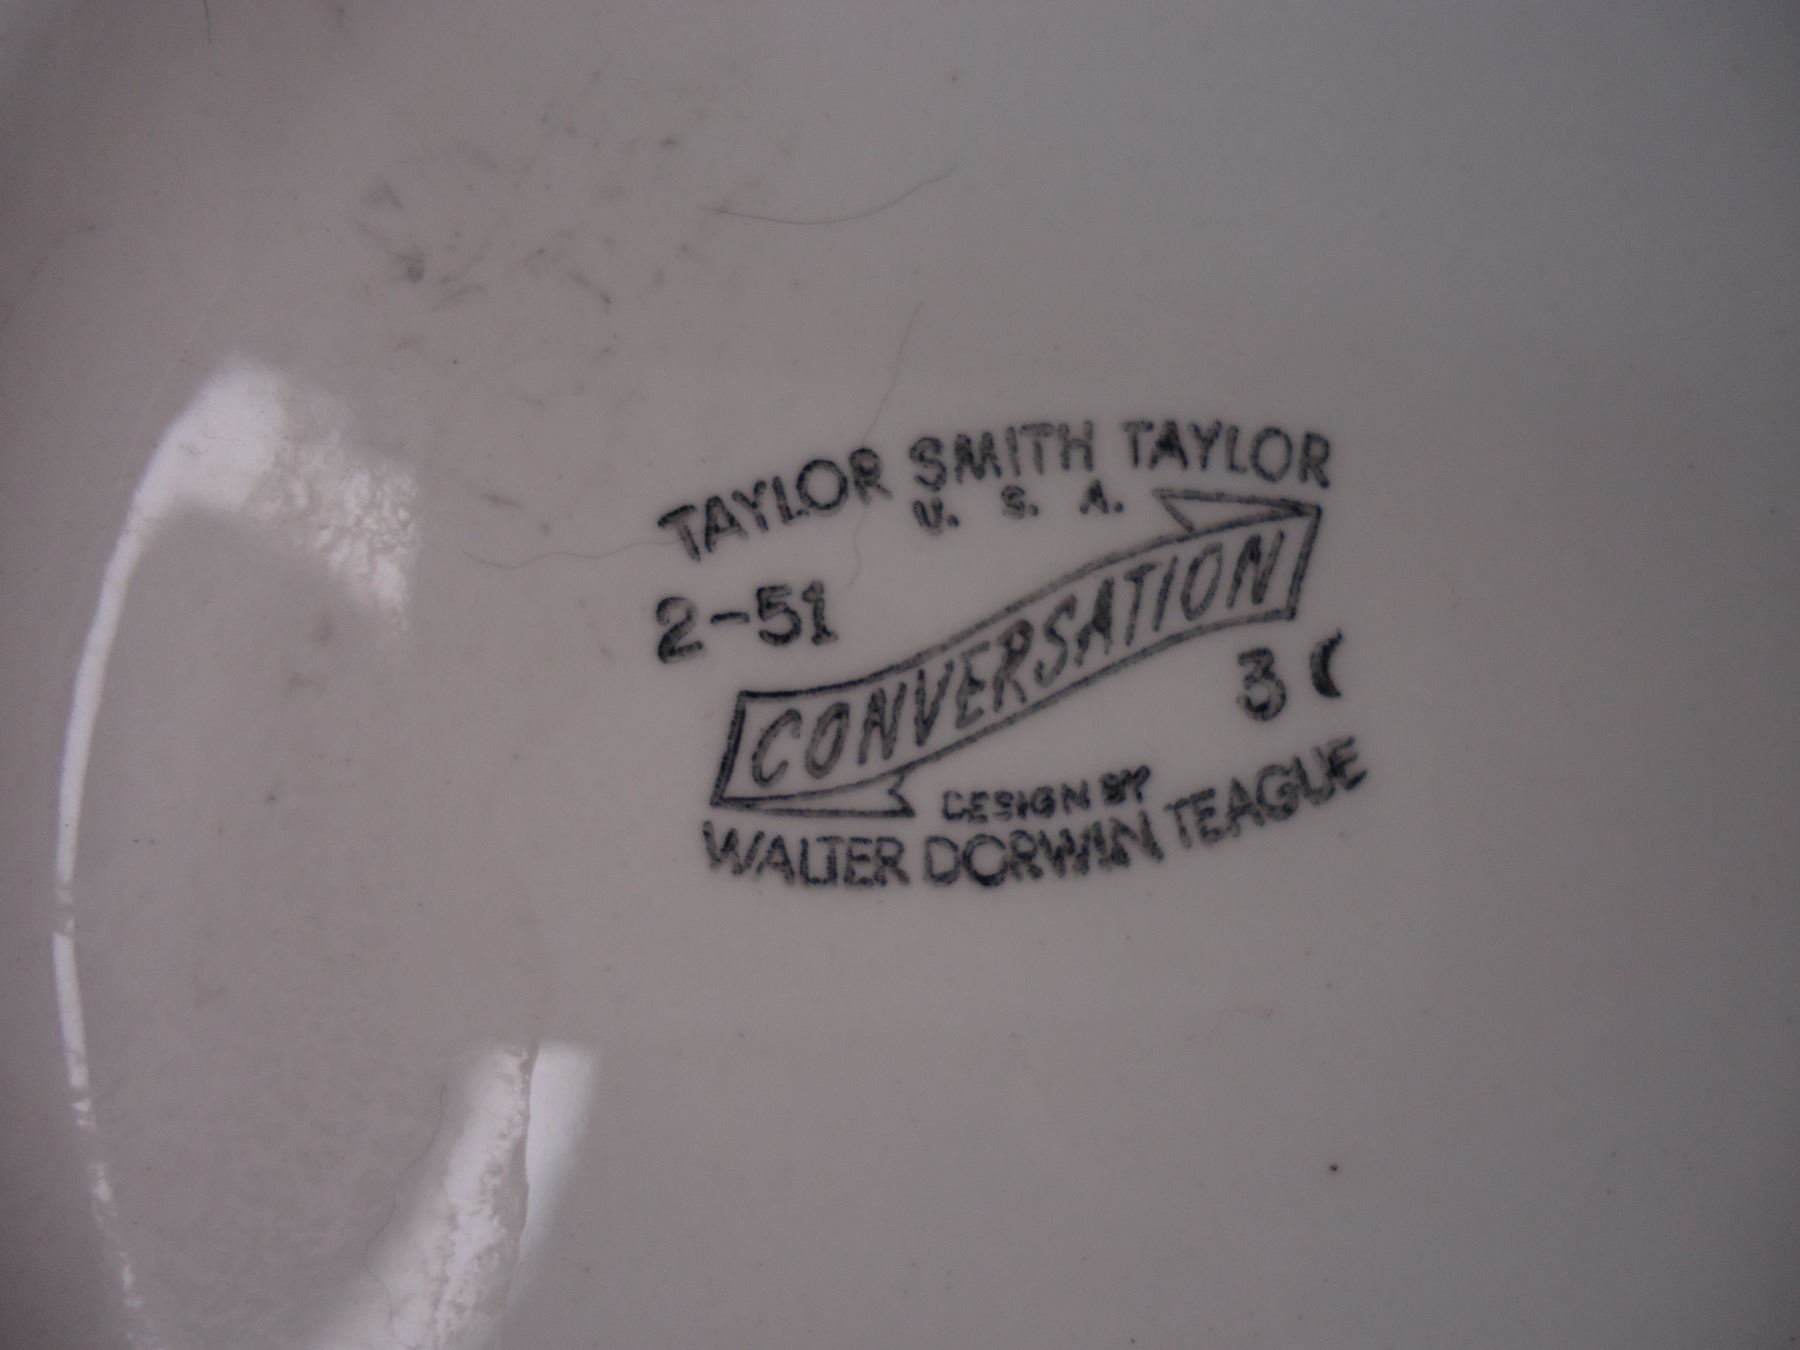 TAYLOR SMITH TAYLOR
U. S. A.
2-51
CONVERSATION
3
DESIGN BY
WALTER DORWIN TEAGUE